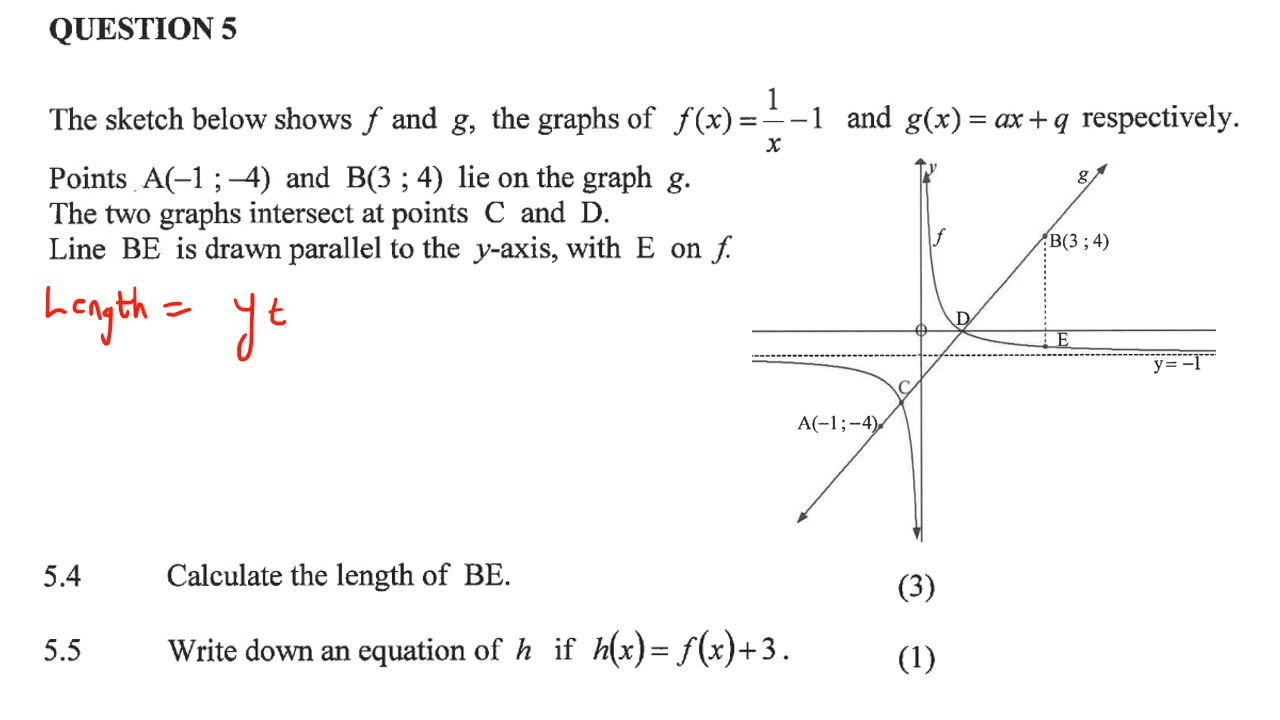 QUESTION 5
The sketch below shows f and g, the graphs of f(x) = 1/x − 1 and g(x) = ax + q respectively.
Points A(−1 ; −4) and B(3 ; 4) lie on the graph g.
The two graphs intersect at points C and D.
Line BE is drawn parallel to the y-axis, with E on f.
Length = yt
y
g
f
B(3 ; 4)
D
O
E
y = −1
C
A(−1 ; −4)
5.4 Calculate the length of BE. (3)
5.5 Write down an equation of h if h(x) = f(x) + 3 . (1)